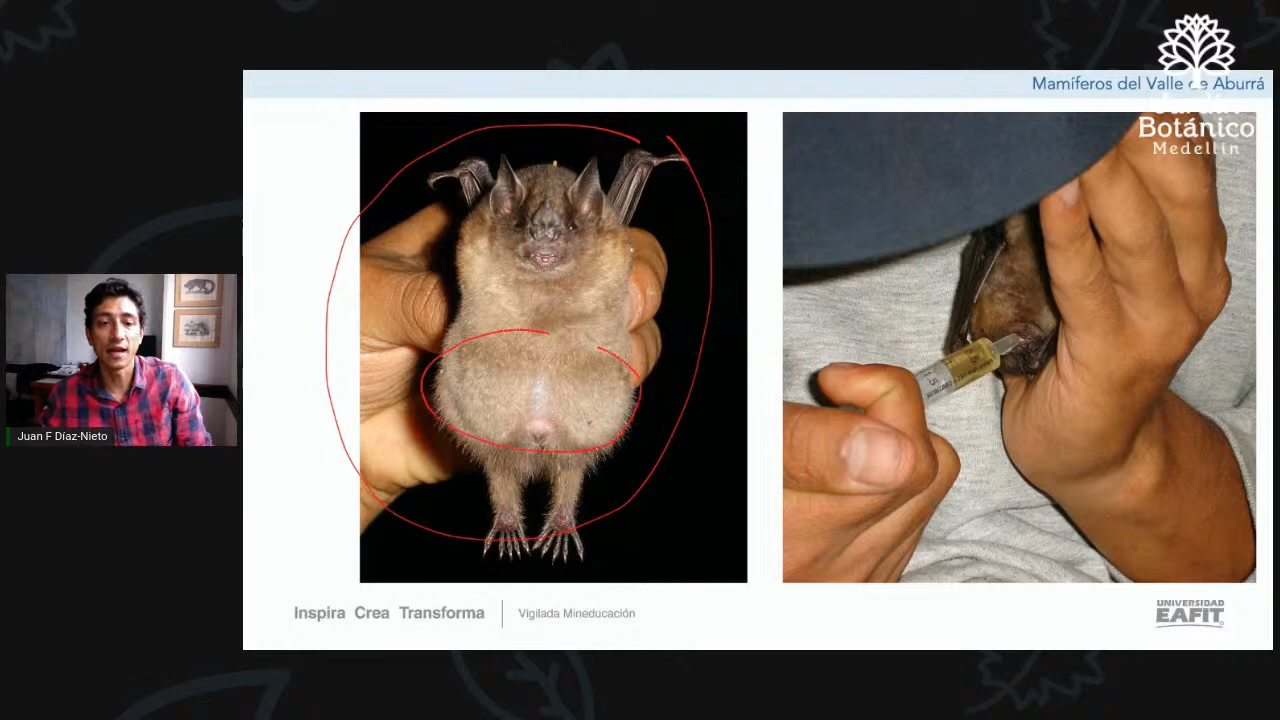 Mamíferos del Valle de Aburrá
Botánico
Medellín
Juan F Díaz-Nieto
Inspira Crea Transforma
Vigilada Mineducación
UNIVERSIDAD
EAFIT